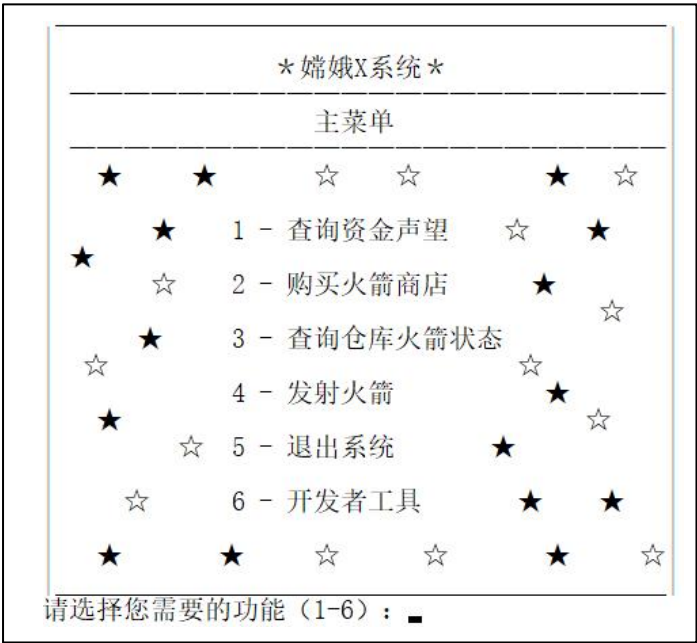 *嫦娥X系统*
主菜单
1 - 查询资金声望
2 - 购买火箭商店
3 - 查询仓库火箭状态
4 - 发射火箭
5 - 退出系统
6 - 开发者工具
请选择您需要的功能（1-6）：